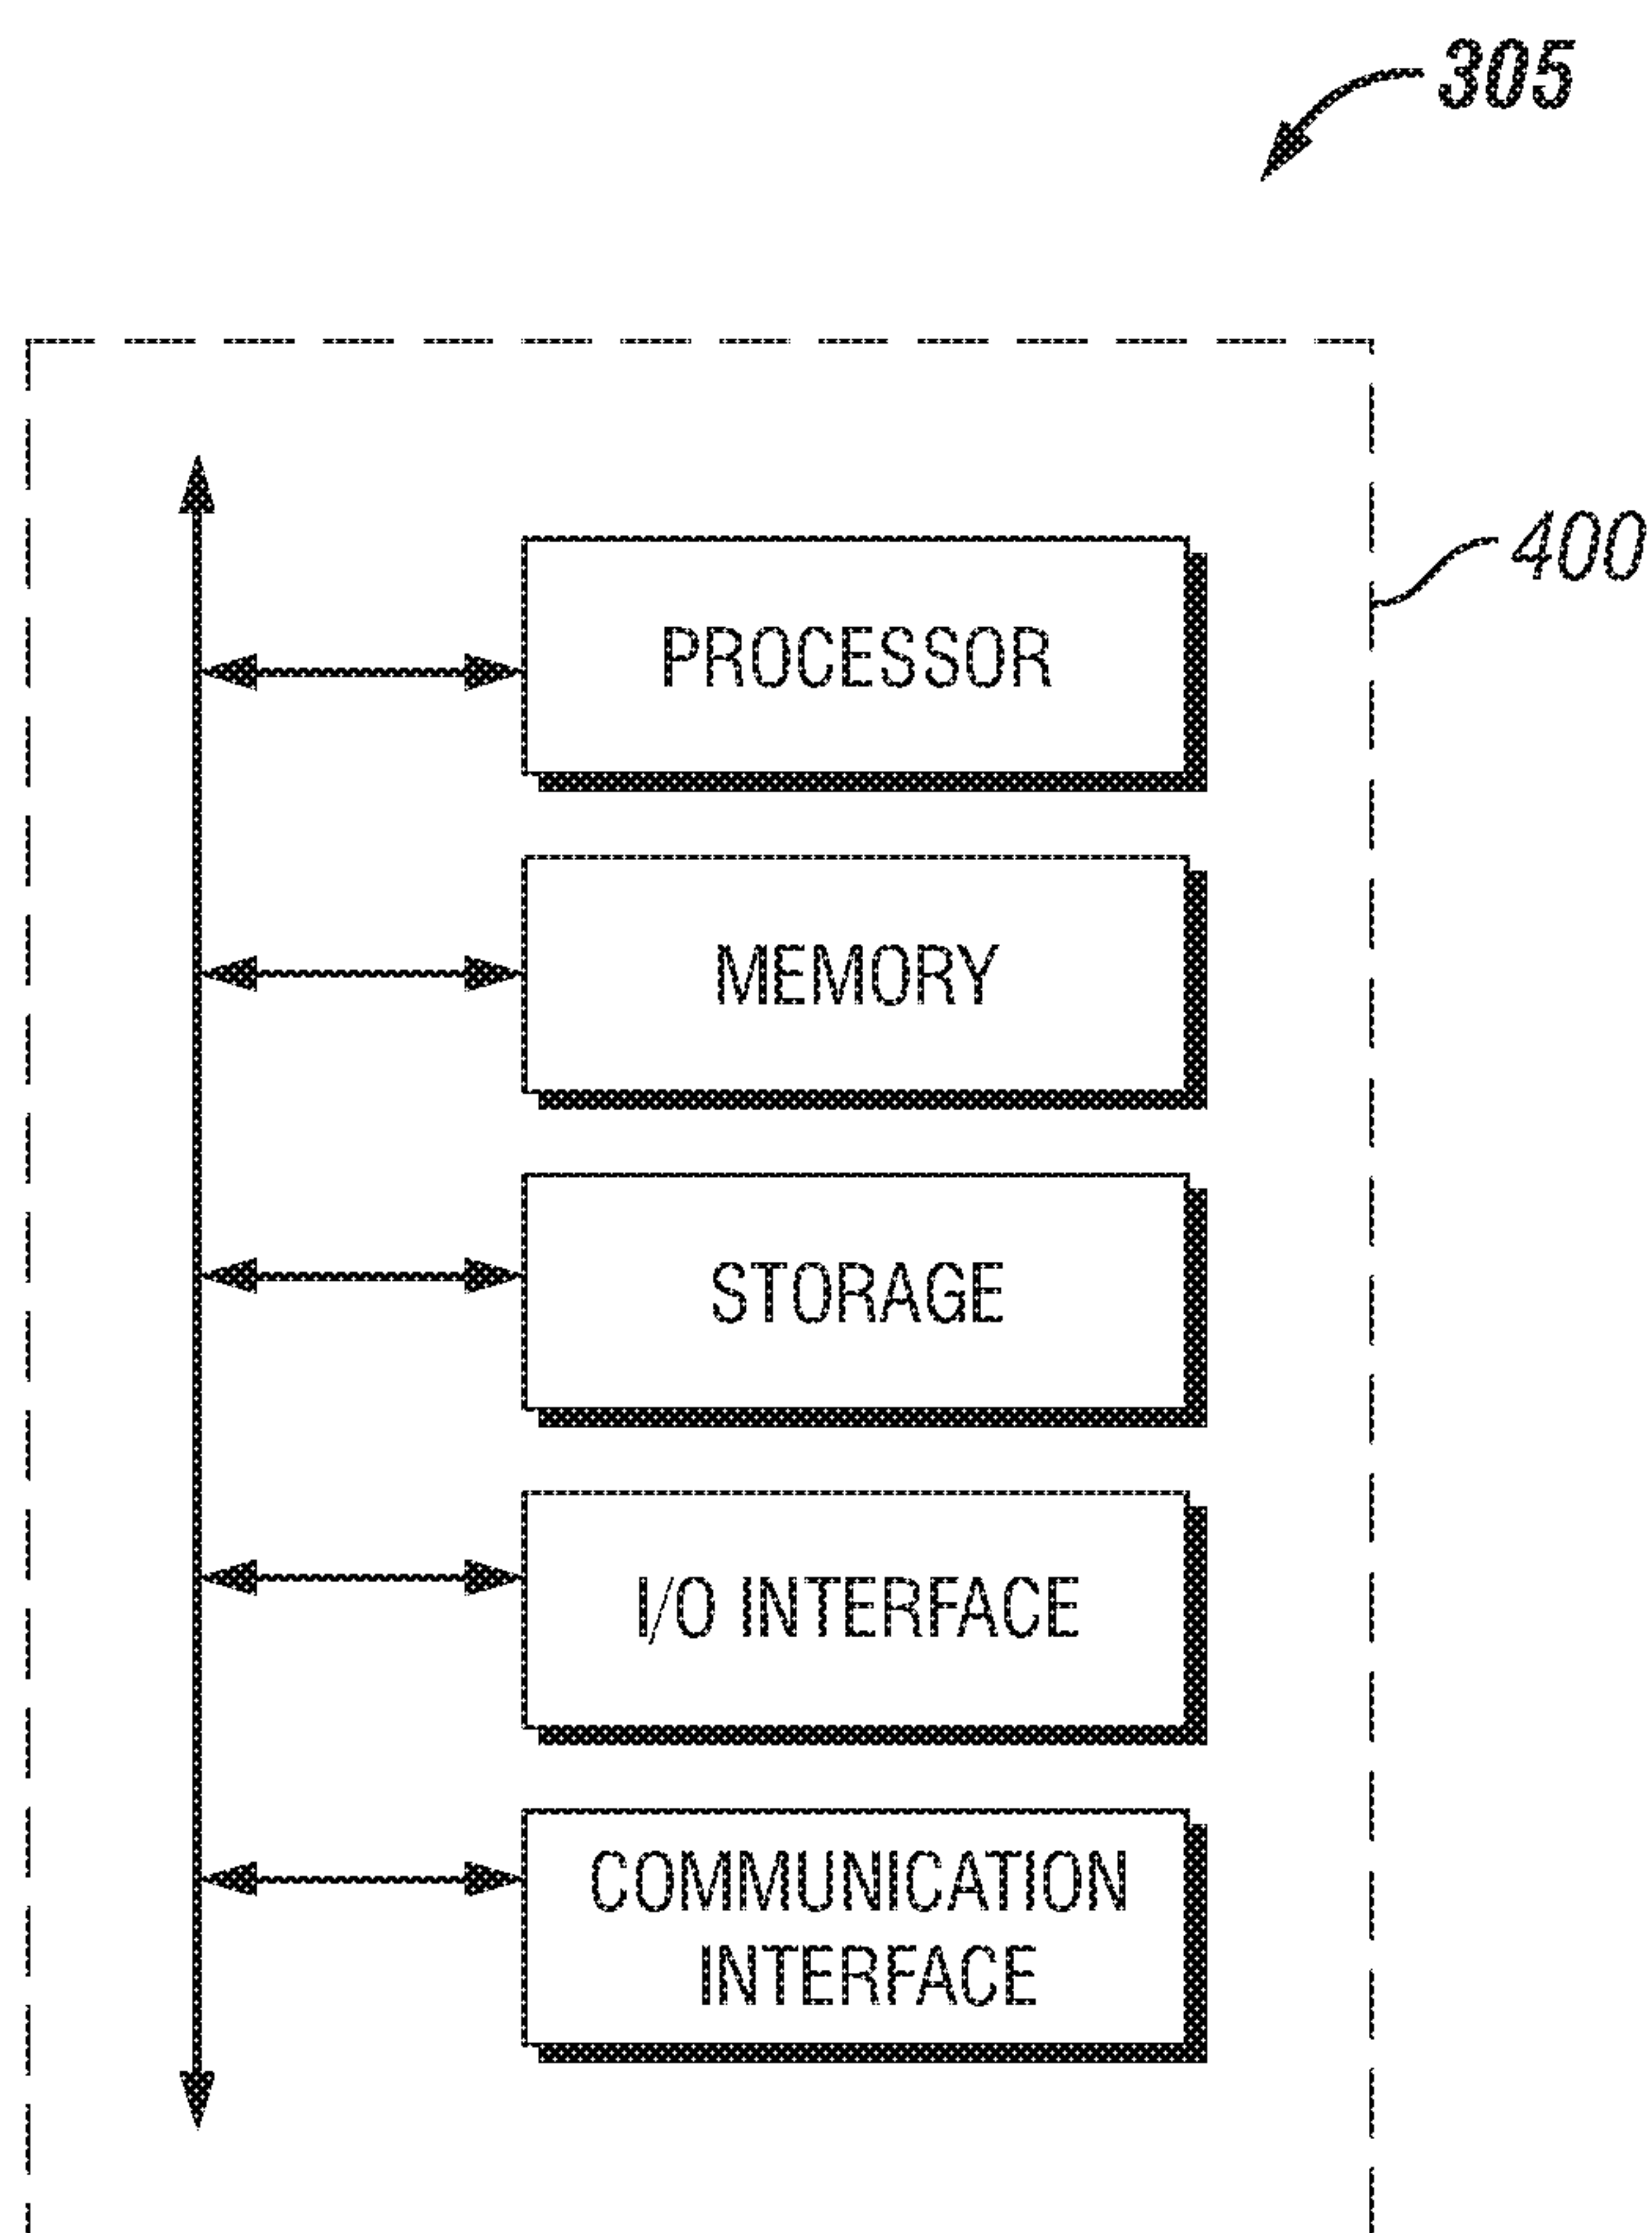 305
400
PROCESSOR
MEMORY
STORAGE
I/O INTERFACE
COMMUNICATION
INTERFACE